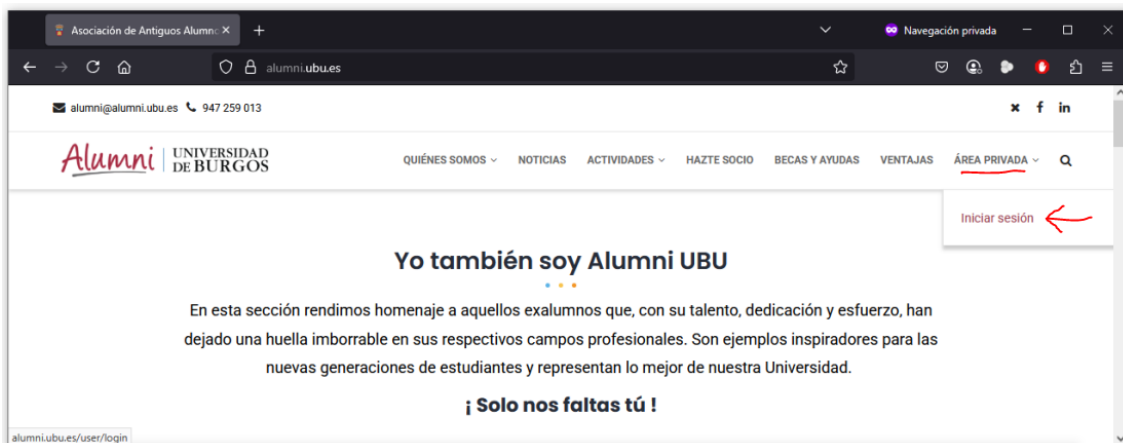 Asociación de Antiguos Alumno
Navegación privada
alumni.ubu.es
alumni@alumni.ubu.es 947 259 013
Alumni UNIVERSIDAD DE BURGOS
QUIÉNES SOMOS NOTICIAS ACTIVIDADES HAZTE SOCIO BECAS Y AYUDAS VENTAJAS ÁREA PRIVADA
Iniciar sesión
Yo también soy Alumni UBU
En esta sección rendimos homenaje a aquellos exalumnos que, con su talento, dedicación y esfuerzo, han
dejado una huella imborrable en sus respectivos campos profesionales. Son ejemplos inspiradores para las
nuevas generaciones de estudiantes y representan lo mejor de nuestra Universidad.
¡ Solo nos faltas tú !
alumni.ubu.es/user/login